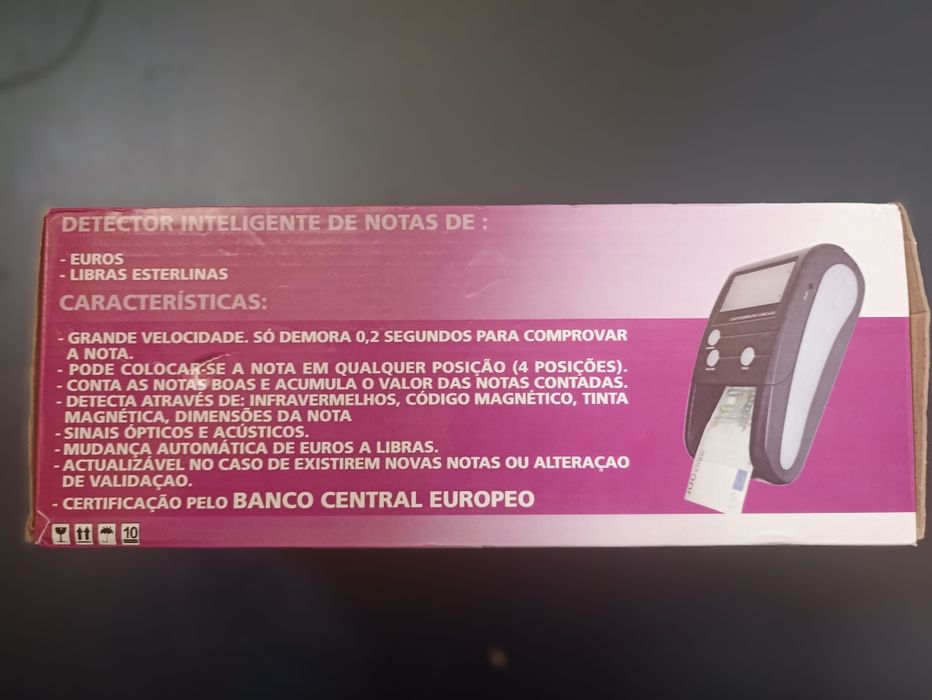 DETECTOR INTELIGENTE DE NOTAS DE :
- EUROS
- LIBRAS ESTERLINAS
CARACTERÍSTICAS:
- GRANDE VELOCIDADE. SÓ DEMORA 0,2 SEGUNDOS PARA COMPROVAR
A NOTA.
- PODE COLOCAR-SE A NOTA EM QUALQUER POSIÇÃO (4 POSIÇÕES).
- CONTA AS NOTAS BOAS E ACUMULA O VALOR DAS NOTAS CONTADAS.
- DETECTA ATRAVÉS DE: INFRAVERMELHOS, CÓDIGO MAGNÉTICO, TINTA
MAGNÉTICA, DIMENSÕES DA NOTA
- SINAIS ÓPTICOS E ACÚSTICOS.
- MUDANÇA AUTOMÁTICA DE EUROS A LIBRAS.
- ACTUALIZÁVEL NO CASO DE EXISTIREM NOVAS NOTAS OU ALTERAÇAO
DE VALIDAÇAO.
- CERTIFICAÇÃO PELO BANCO CENTRAL EUROPEO
10